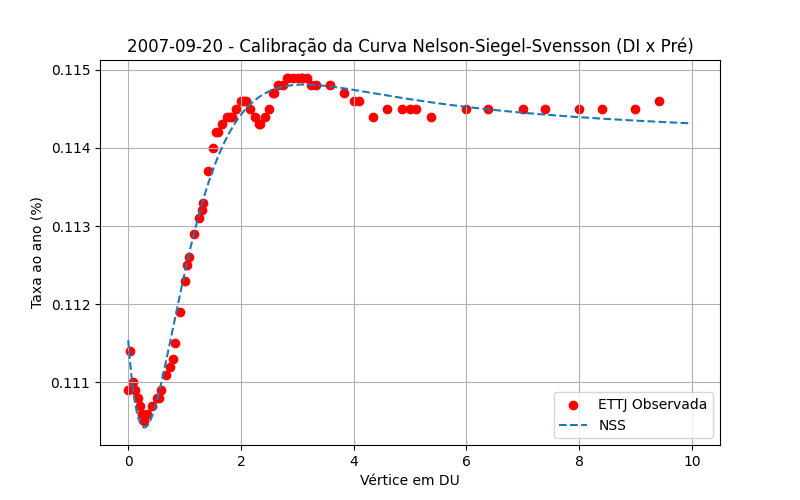 2007-09-20 - Calibração da Curva Nelson-Siegel-Svensson (DI x Pré)
Taxa ao ano (%)
0.115
0.114
0.113
0.112
0.111
ETTJ Observada
NSS
0 2 4 6 8 10
Vértice em DU